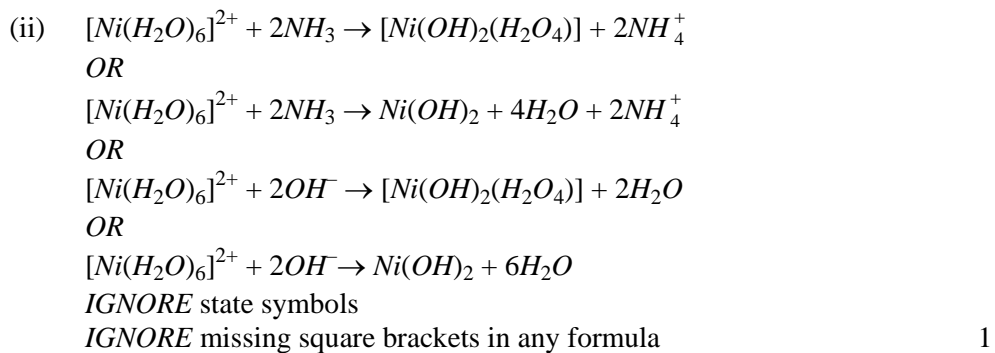 (ii) [Ni(H₂O)₆]²⁺ + 2NH₃ → [Ni(OH)₂(H₂O₄)] + 2NH₄⁺
OR
[Ni(H₂O)₆]²⁺ + 2NH₃ → Ni(OH)₂ + 4H₂O + 2NH₄⁺
OR
[Ni(H₂O)₆]²⁺ + 2OH⁻ → [Ni(OH)₂(H₂O₄)] + 2H₂O
OR
[Ni(H₂O)₆]²⁺ + 2OH⁻ → Ni(OH)₂ + 6H₂O
IGNORE state symbols
IGNORE missing square brackets in any formula 1